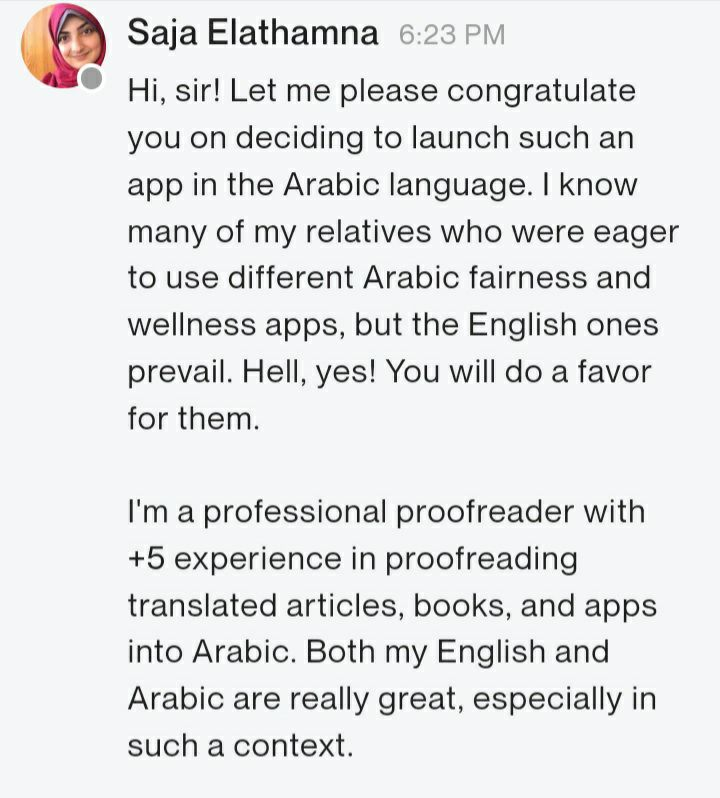 Saja Elathamna 6:23 PM
Hi, sir! Let me please congratulate
you on deciding to launch such an
app in the Arabic language. I know
many of my relatives who were eager
to use different Arabic fairness and
wellness apps, but the English ones
prevail. Hell, yes! You will do a favor
for them.
I'm a professional proofreader with
+5 experience in proofreading
translated articles, books, and apps
into Arabic. Both my English and
Arabic are really great, especially in
such a context.